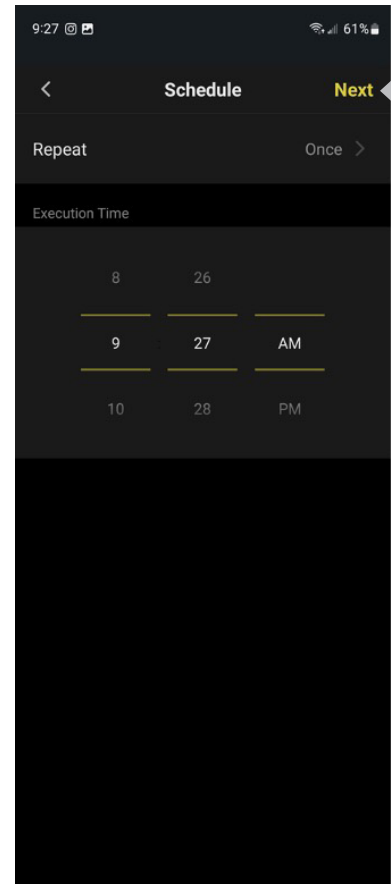 9:27 61%
Schedule Next
Repeat Once
Execution Time
8 26
9 : 27 AM
10 28 PM